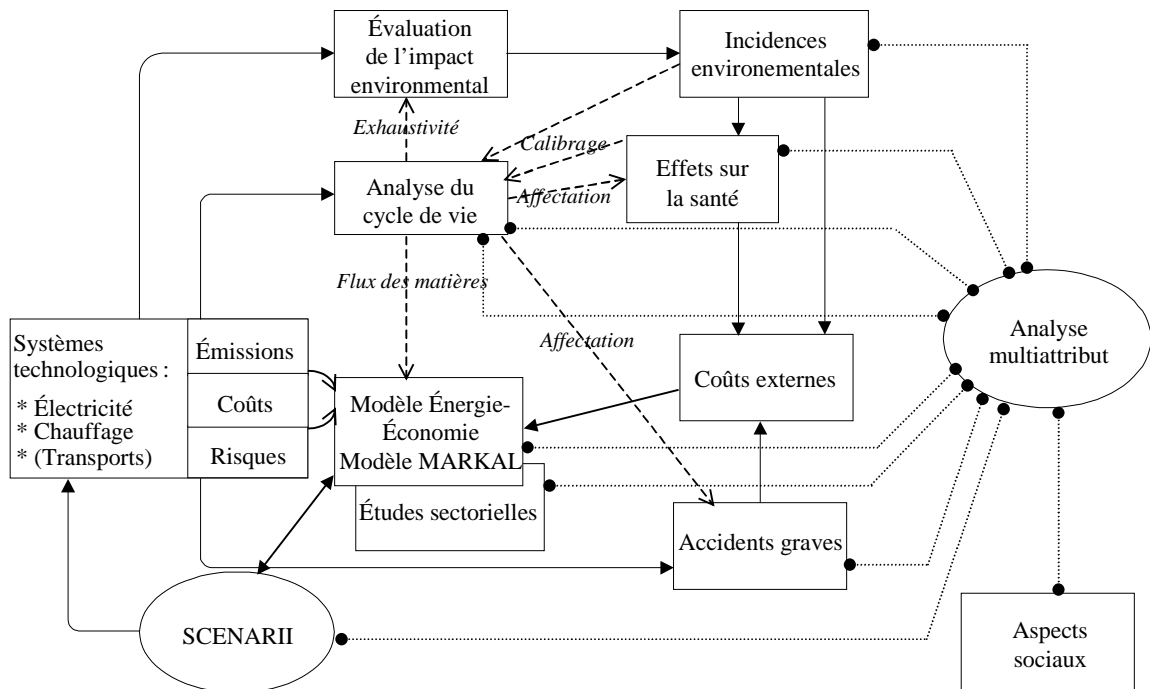 Évaluation
de l’impact
environmental
Incidences
environementales
Exhaustivité
Calibrage
Analyse du
cycle de vie
Affectation
Effets sur
la santé
Flux des matières
Affectation
Systèmes
technologiques :
* Électricité
* Chauffage
* (Transports)
Émissions
Coûts
Risques
Modèle Énergie-
Économie
Modèle MARKAL
Études sectorielles
Coûts externes
Analyse
multiattribut
Accidents graves
SCENARII
Aspects
sociaux